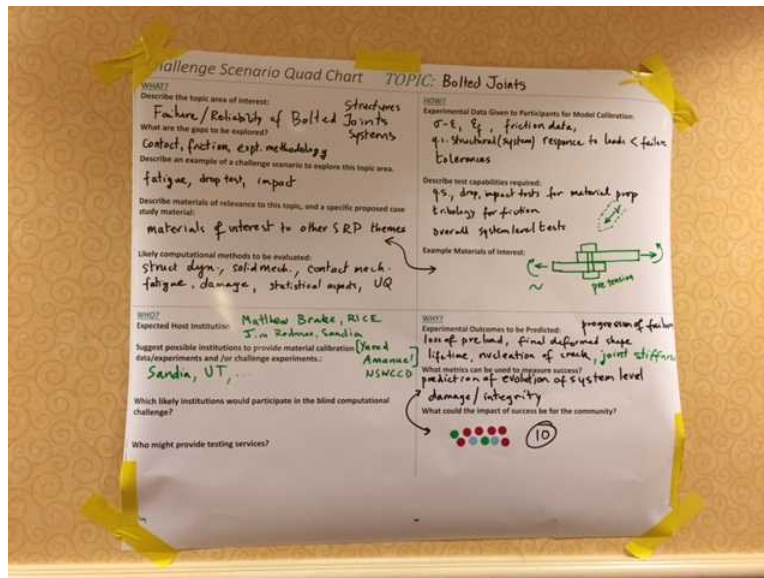 Challenge Scenario Quad Chart TOPIC: Bolted Joints
WHAT?
Describe the topic area of interest:
Failure/Reliability of Bolted Structures Joints Systems
What are the gaps to be explored?
Contact, friction, expt. methodology
Describe an example of a challenge scenario to explore this topic area.
fatigue, drop test, impact
Describe materials of relevance to this topic, and a specific proposed case
study material:
materials of interest to other SRP themes
Likely computational methods to be evaluated:
struct dyn., solid mech., contact mech.
fatigue, damage, statistical aspects, UQ
HOW?
Experimental Data Given to Participants for Model Calibration:
σ-ε, εf, friction data,
q.s. structural (system) response to loads < failure
tolerances
Describe test capabilities required:
q.s., drop, impact tests for material prop
tribology for friction
overall system level tests
Example Materials of Interest:
pretension
WHO?
Expected Host Institution:
Matthew Brake, RICE
Jim Redmond, Sandia
Suggest possible institutions to provide material calibration
data/experiments and /or challenge experiments.:
[Yared Amanuel NSWCCD]
Sandia, UT, ...
Which likely institutions would participate in the blind computational
challenge?
Who might provide testing services?
WHY?
Experimental Outcomes to be Predicted:
progression of failure
loss of preload, final deformed shape
lifetime, nucleation of crack, joint stiffness
What metrics can be used to measure success?
prediction of evolution of system level
damage/integrity
What could the impact of success be for the community?
10